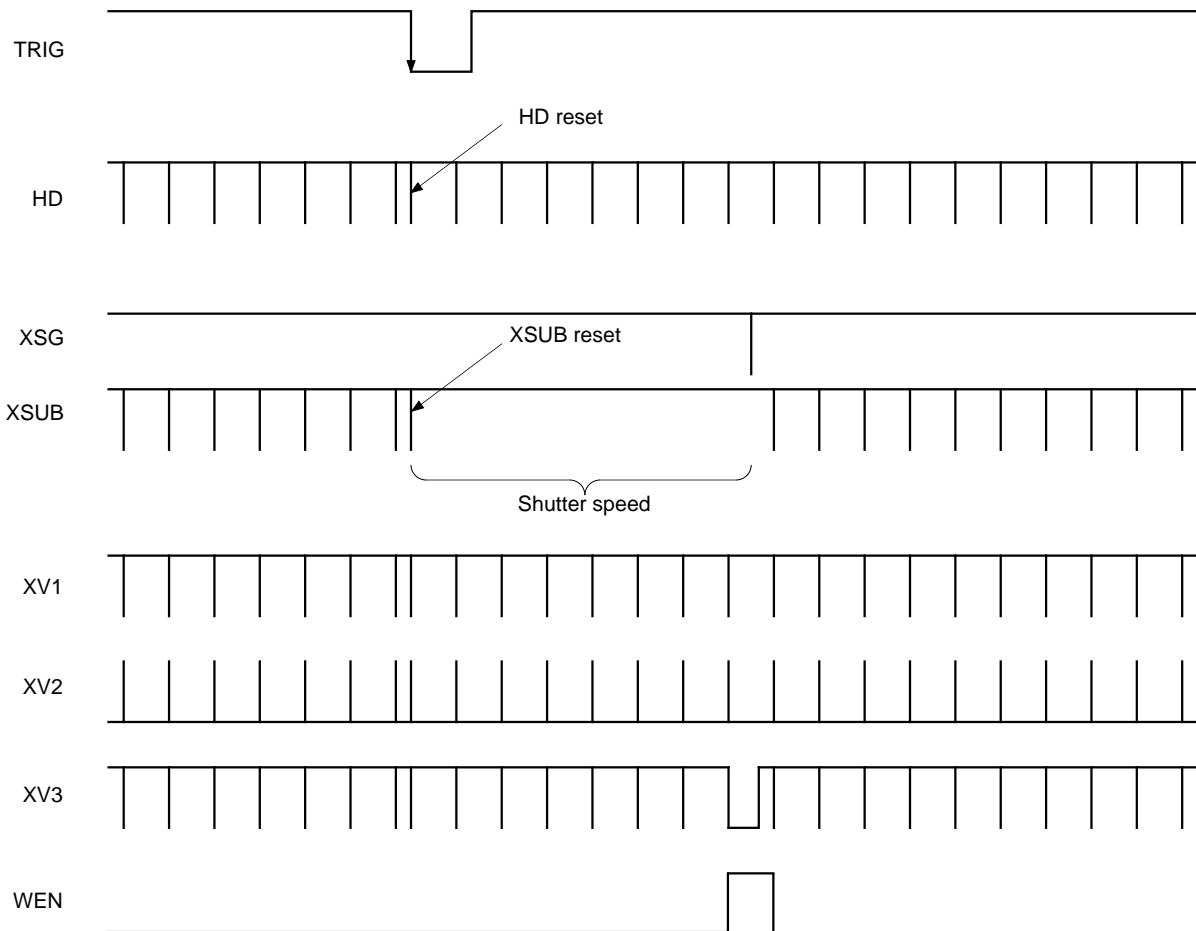 TRIG
HD reset
HD
XSG
XSUB reset
XSUB
Shutter speed
XV1
XV2
XV3
WEN